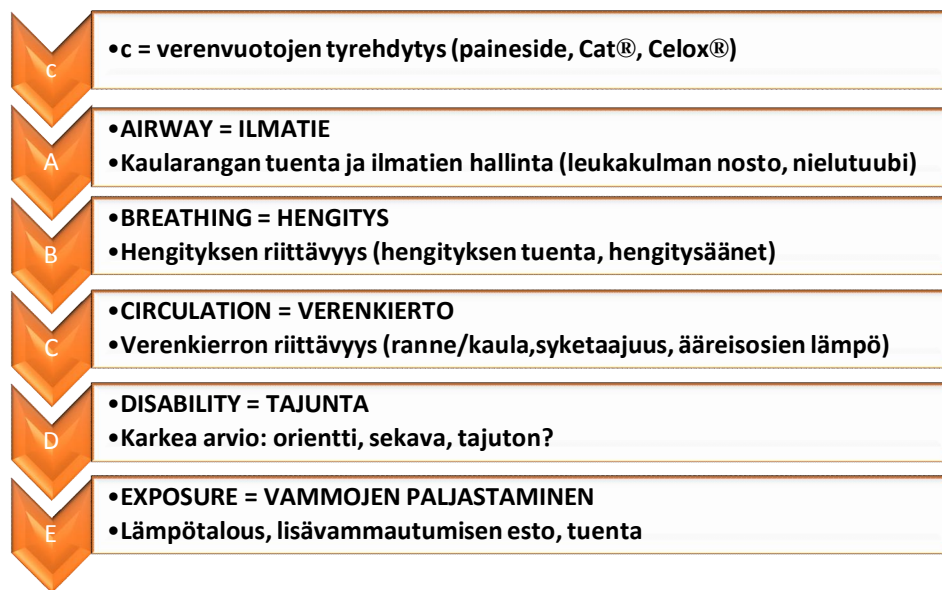 c
•c = verenvuotojen tyrehdytys (paineside, Cat®, Celox®)
A
•AIRWAY = ILMATIE
•Kaularangan tuenta ja ilmatien hallinta (leukakulman nosto, nielutuubi)
B
•BREATHING = HENGITYS
•Hengityksen riittävyys (hengityksen tuenta, hengitysäänet)
C
•CIRCULATION = VERENKIERTO
•Verenkierron riittävyys (ranne/kaula,syketaajuus, ääreisosien lämpö)
D
•DISABILITY = TAJUNTA
•Karkea arvio: orientti, sekava, tajuton?
E
•EXPOSURE = VAMMOJEN PALJASTAMINEN
•Lämpötalous, lisävammautumisen esto, tuenta